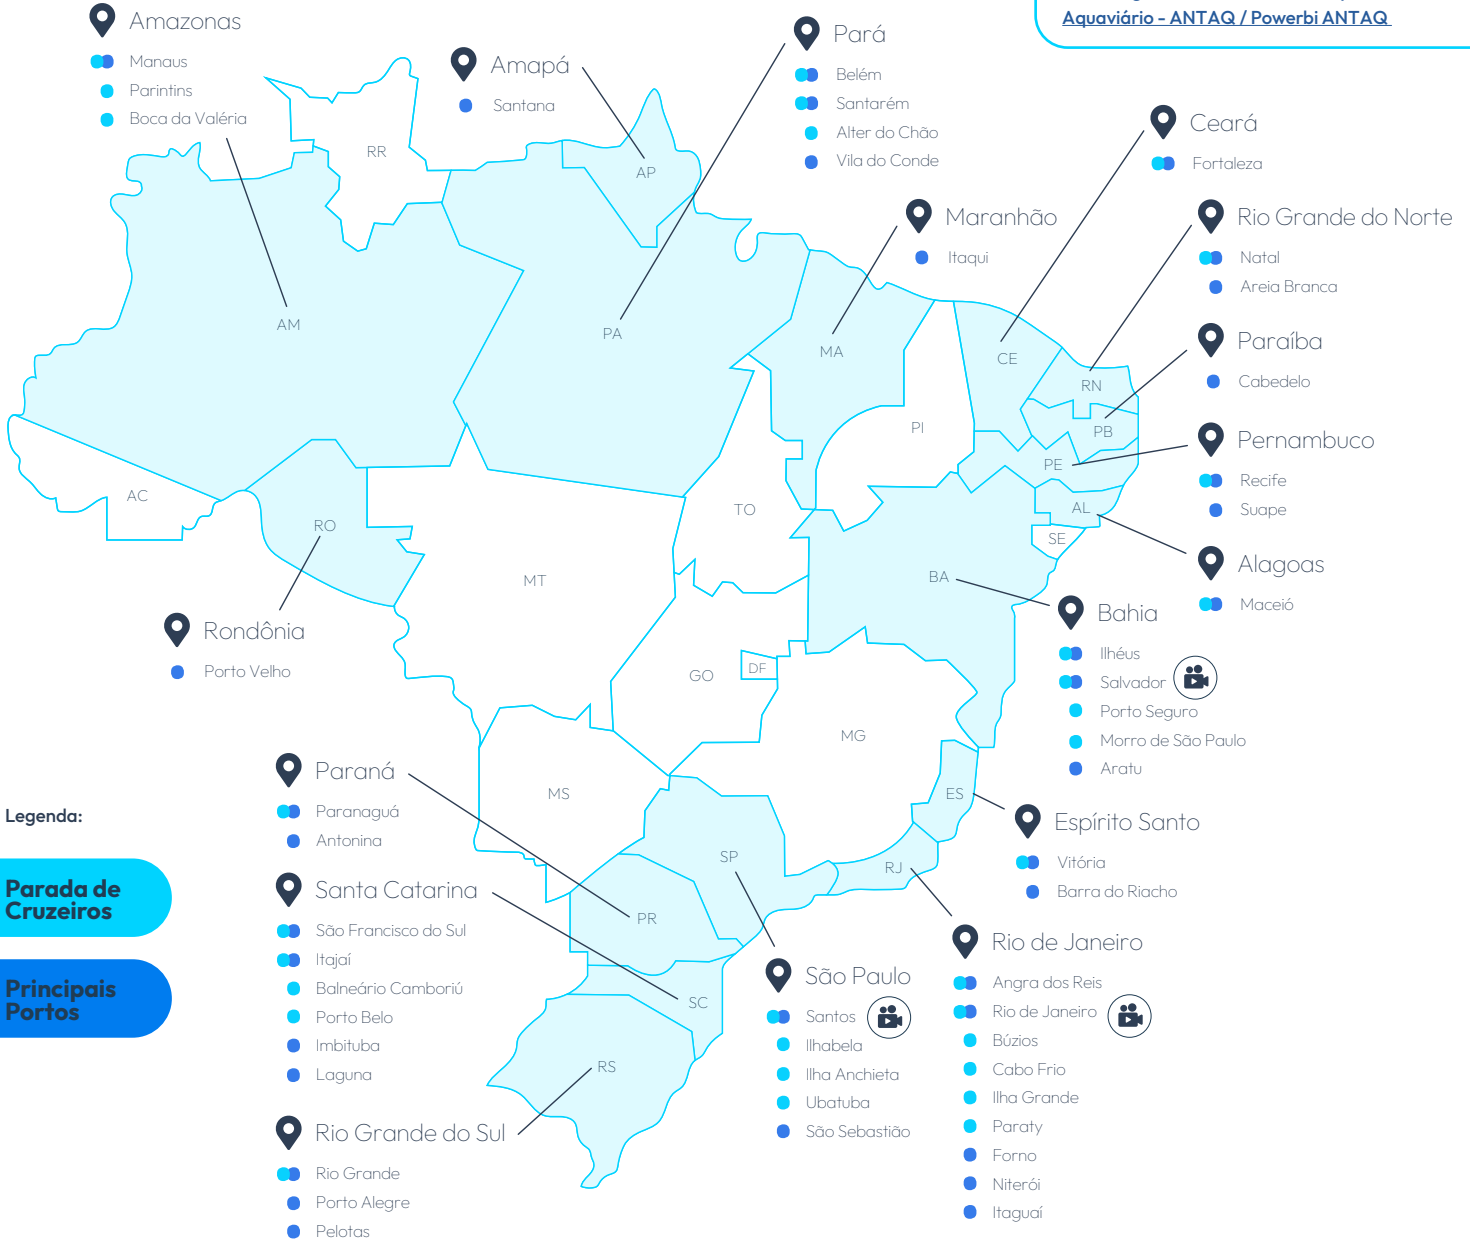 Aquaviário - ANTAQ / Powerbi ANTAQ
Amazonas
Manaus
Parintins
Boca da Valéria
Amapá
Santana
Pará
Belém
Santarém
Alter do Chão
Vila do Conde
Ceará
Fortaleza
Maranhão
Itaqui
Rio Grande do Norte
Natal
Areia Branca
Paraíba
Cabedelo
Pernambuco
Recife
Suape
Alagoas
Maceió
Bahia
Ilhéus
Salvador
Porto Seguro
Morro de São Paulo
Aratu
Espírito Santo
Vitória
Barra do Riacho
Rio de Janeiro
Angra dos Reis
Rio de Janeiro
Búzios
Cabo Frio
Ilha Grande
Paraty
Forno
Niterói
Itaguaí
São Paulo
Santos
Ilhabela
Ilha Anchieta
Ubatuba
São Sebastião
Rondônia
Porto Velho
Paraná
Paranaguá
Antonina
Santa Catarina
São Francisco do Sul
Itajaí
Balneário Camboriú
Porto Belo
Imbituba
Laguna
Rio Grande do Sul
Rio Grande
Porto Alegre
Pelotas
Legenda:
Parada de
Cruzeiros
Principais
Portos
RR
AP
AM
PA
MA
CE
RN
PB
PI
PE
AC
RO
TO
AL
SE
MT
BA
GO
DF
MG
MS
ES
SP
RJ
PR
SC
RS